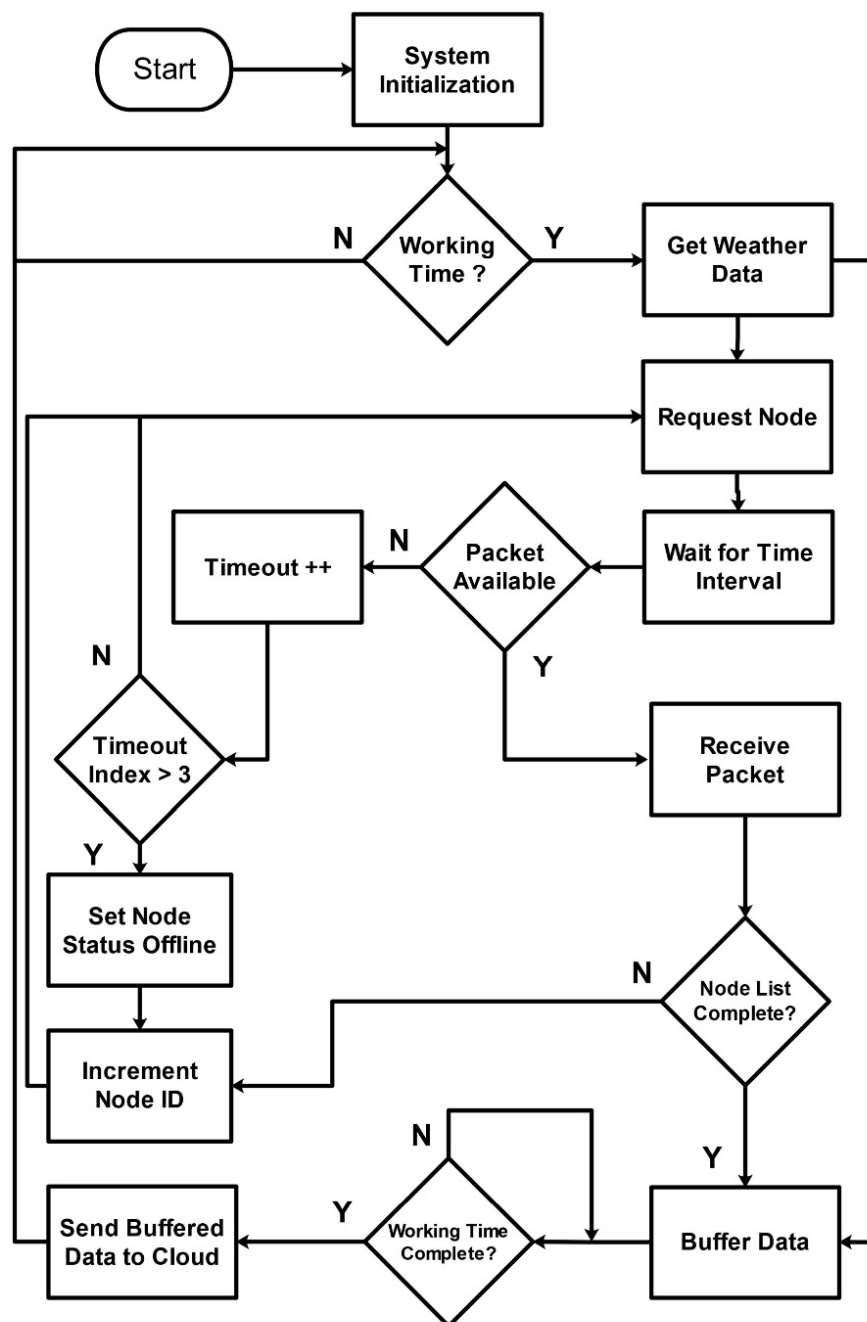 Start
System
Initialization
N
Working
Time ?
Y
Get Weather
Data
Request Node
Timeout ++
N
Packet
Available
Wait for Time
Interval
N
Y
Timeout
Index > 3
Receive
Packet
Y
Set Node
Status Offline
N
Node List
Complete?
Increment
Node ID
N
Y
Send Buffered
Data to Cloud
Y
Working Time
Complete?
Buffer Data